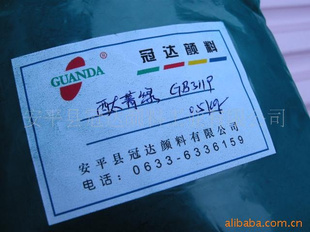 GUANDA ®
冠达颜料
酞菁绿 GB311P
0.5kg
安平县冠达颜料有限公司
电话：0633-6336159
alibaba.com.cn